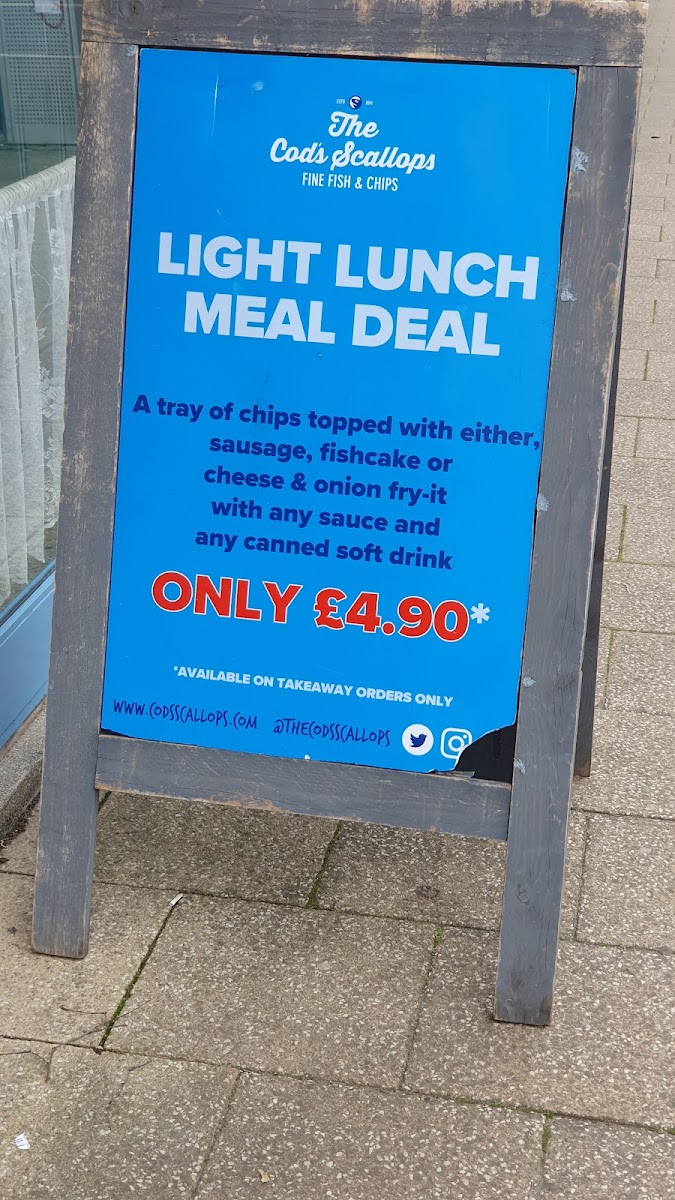 The
Cod's Scallops
FINE FISH & CHIPS
LIGHT LUNCH
MEAL DEAL
A tray of chips topped with either,
sausage, fishcake or
cheese & onion fry-it
with any sauce and
any canned soft drink
ONLY £4.90*
*AVAILABLE ON TAKEAWAY ORDERS ONLY
WWW.CODSSCALLOPS.COM @THECODSSCALLOPS